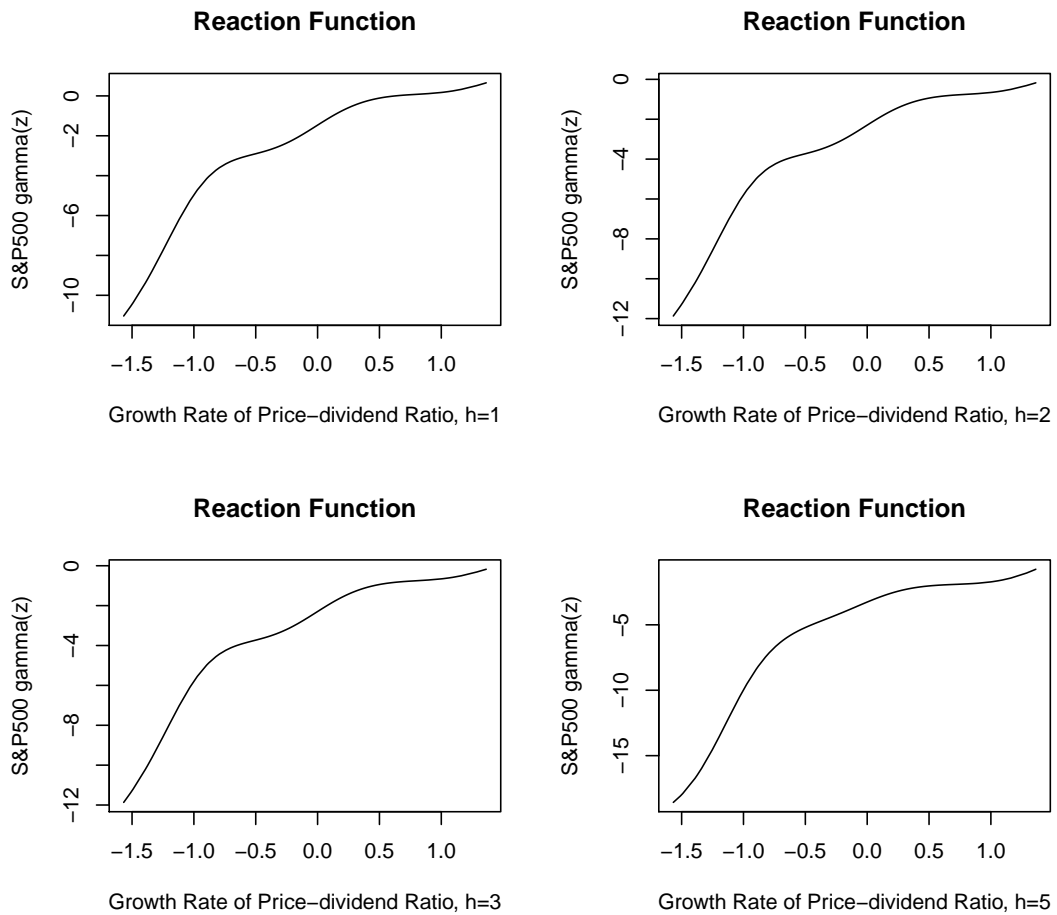 Reaction Function
S&P500 gamma(z)
0
−2
−6
−10
−1.5 −1.0 −0.5 0.0 0.5 1.0
Growth Rate of Price−dividend Ratio, h=1
Reaction Function
S&P500 gamma(z)
0
−4
−8
−12
−1.5 −1.0 −0.5 0.0 0.5 1.0
Growth Rate of Price−dividend Ratio, h=2
Reaction Function
S&P500 gamma(z)
0
−4
−8
−12
−1.5 −1.0 −0.5 0.0 0.5 1.0
Growth Rate of Price−dividend Ratio, h=3
Reaction Function
S&P500 gamma(z)
−5
−10
−15
−1.5 −1.0 −0.5 0.0 0.5 1.0
Growth Rate of Price−dividend Ratio, h=5